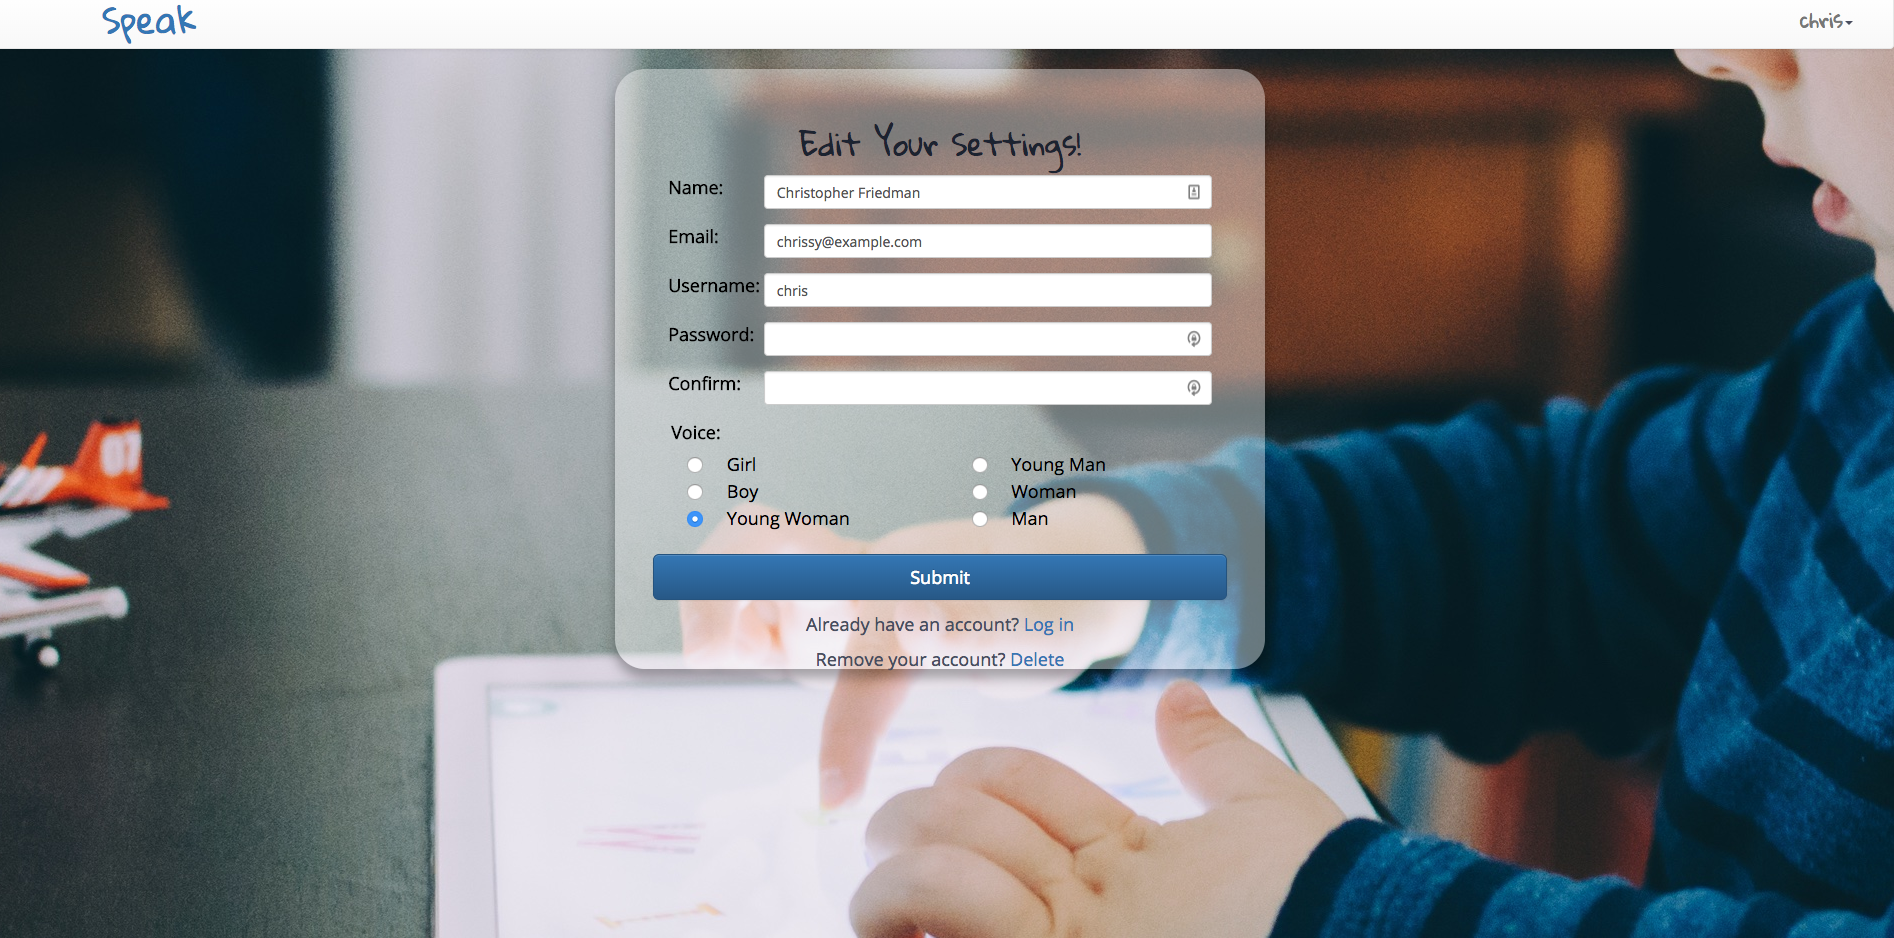 Speak
chris
Edit Your Settings!
Name:
Christopher Friedman
Email:
chrissy@example.com
Username:
chris
Password:
Confirm:
Voice:
Girl
Young Man
Boy
Woman
Young Woman
Man
Submit
Already have an account? Log in
Remove your account? Delete
07